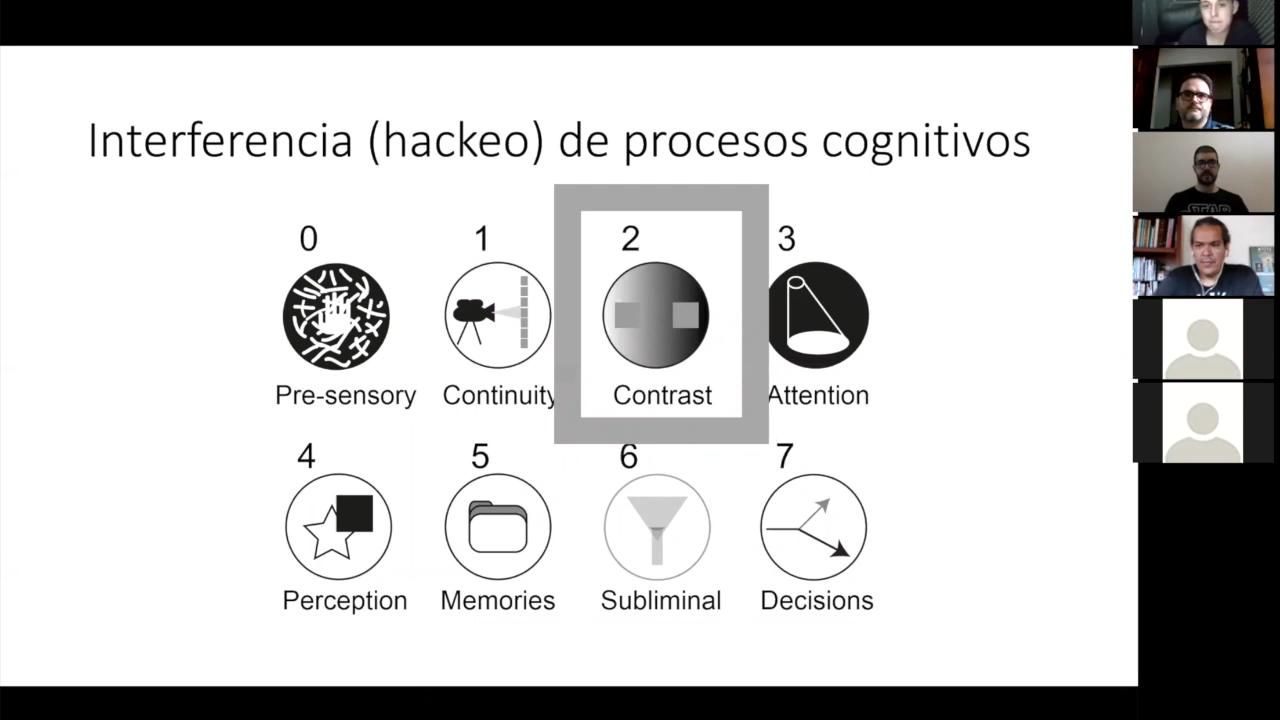 Interferencia (hackeo) de procesos cognitivos
0 1 2 3
Pre-sensory Continuity Contrast Attention
4 5 6 7
Perception Memories Subliminal Decisions
STAR